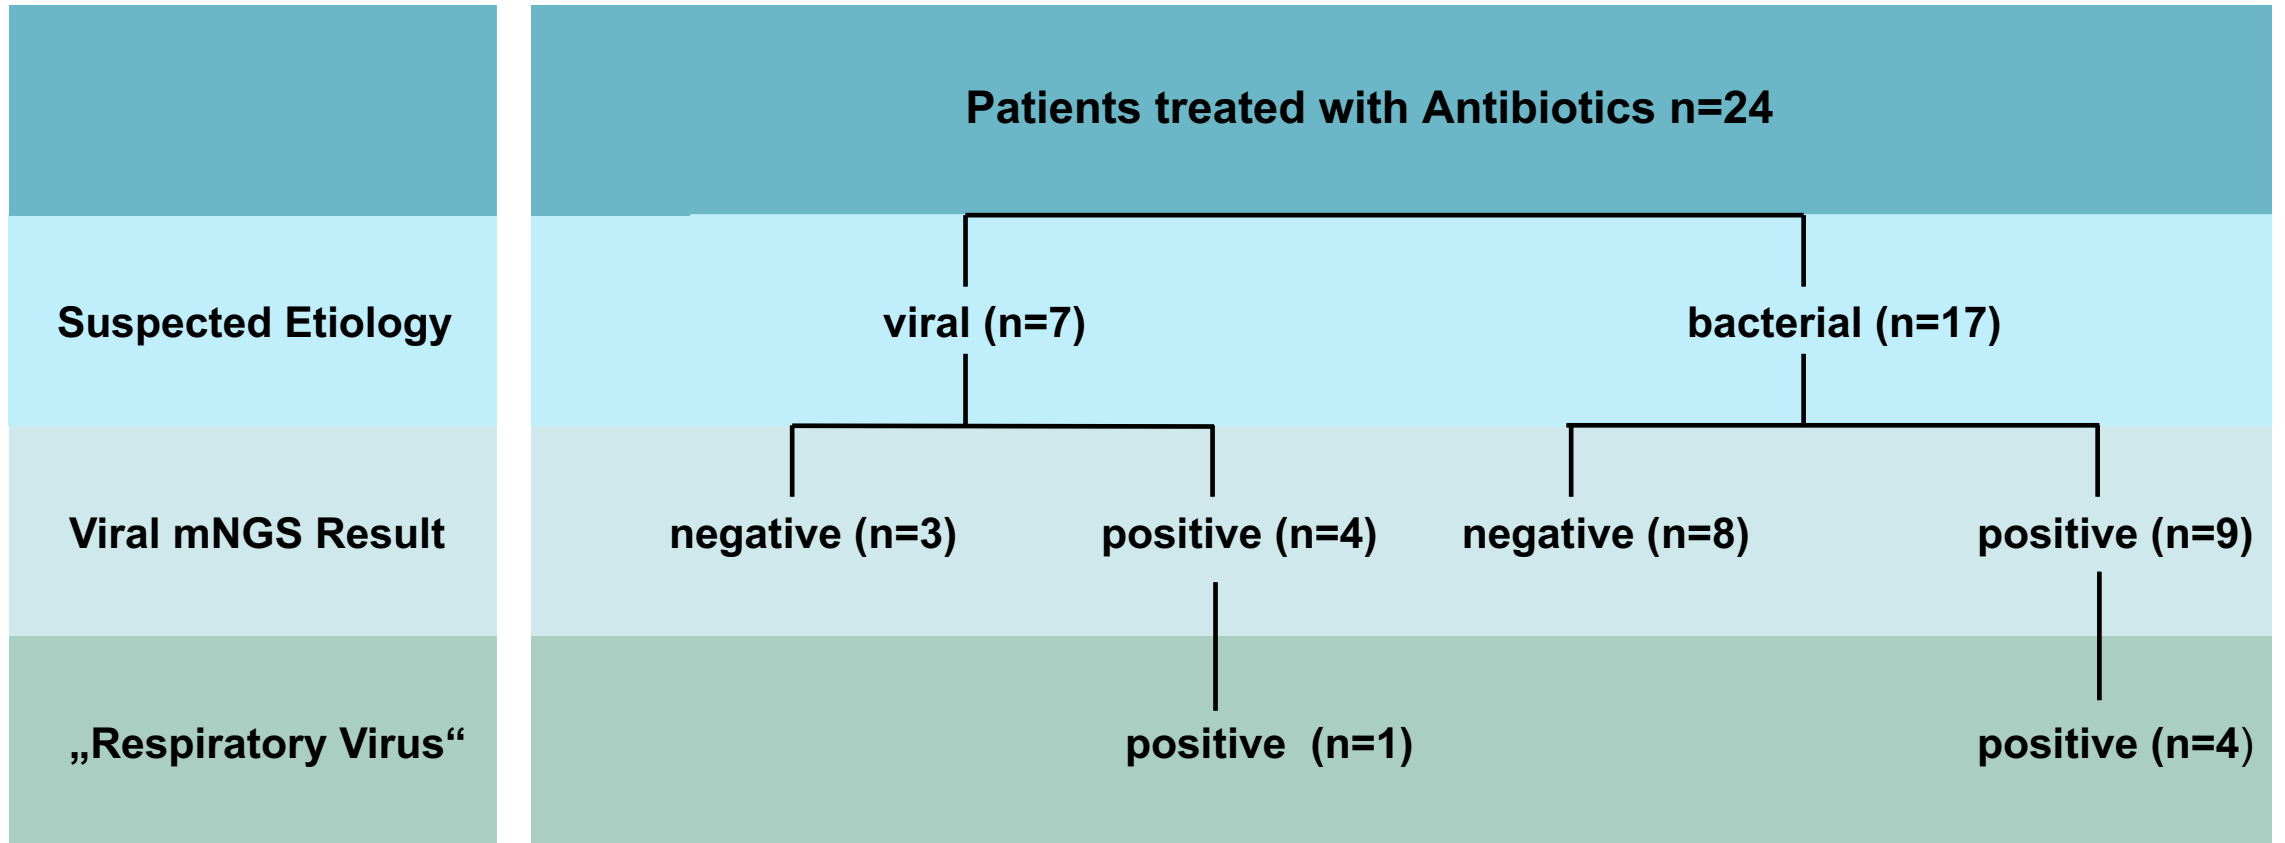 Patients treated with Antibiotics n=24
Suspected Etiology
viral (n=7)
bacterial (n=17)
Viral mNGS Result
negative (n=3)
positive (n=4)
negative (n=8)
positive (n=9)
„Respiratory Virus“
positive  (n=1)
positive (n=4)